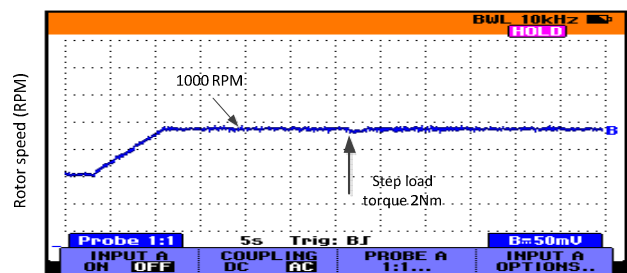 BWL 10kHz
HOLD
Rotor speed (RPM)
1000 RPM
B
Step load
torque 2Nm
Probe 1:1 5s Trig: B B=50mV
INPUT A COUPLING PROBE A INPUT A
ON OFF DC AC 1:1... OPTIONS..